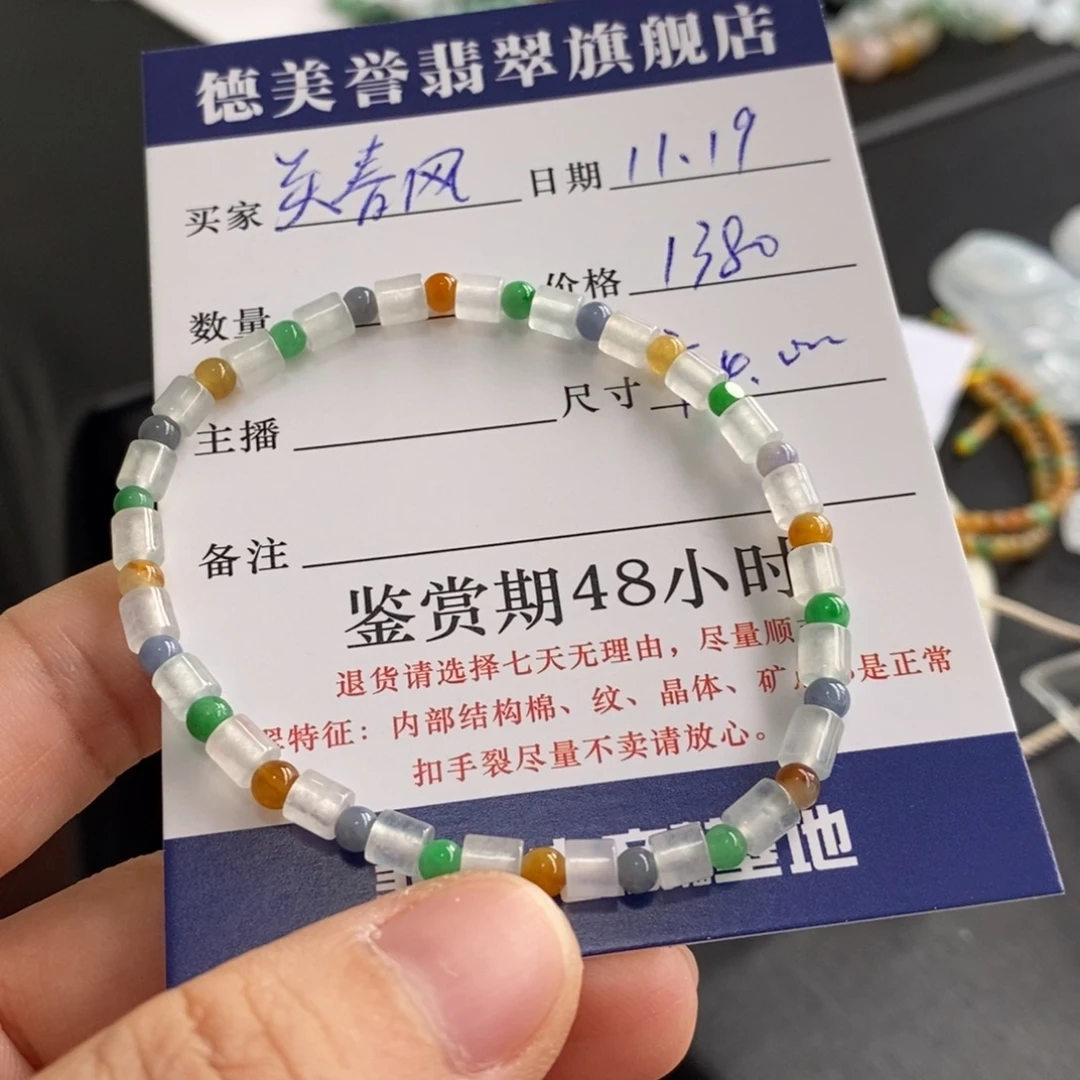 德美誉翡翠旗舰店
买家 笑春风 日期 11.19
数量 价格 1380
主播 尺寸
备注
鉴赏期48小时
退货请选择七天无理由，尽量顺
特征：内部结构棉、纹、晶体、矿 是正常
扣手裂尽量不卖请放心。
基地